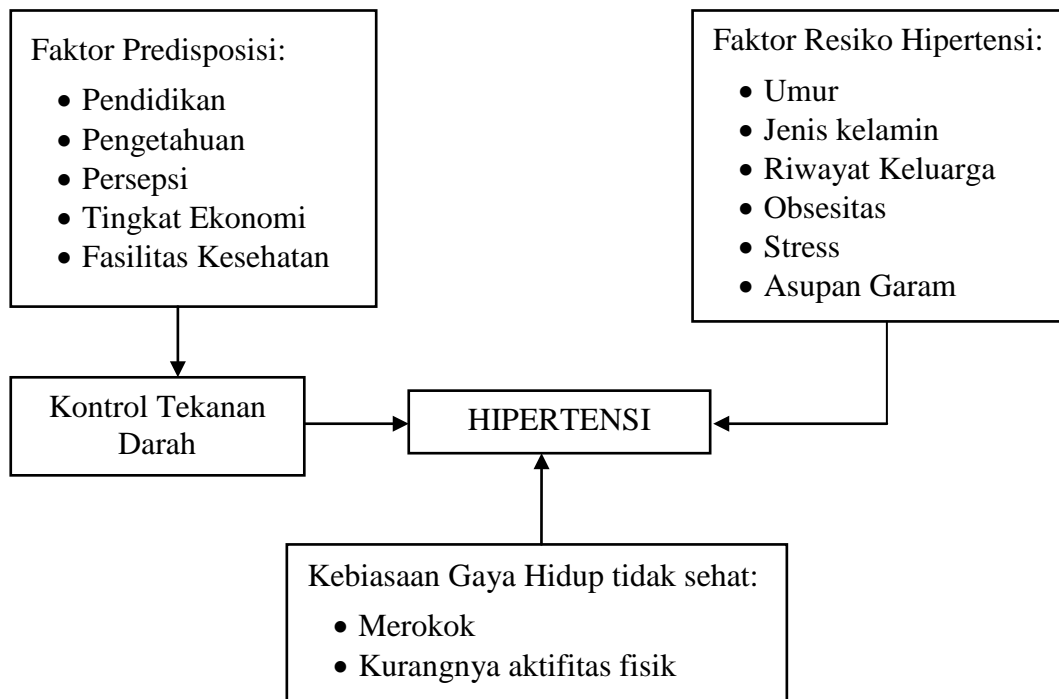 Faktor Predisposisi:
• Pendidikan
• Pengetahuan
• Persepsi
• Tingkat Ekonomi
• Fasilitas Kesehatan
Faktor Resiko Hipertensi:
• Umur
• Jenis kelamin
• Riwayat Keluarga
• Obsesitas
• Stress
• Asupan Garam
Kontrol Tekanan
Darah
HIPERTENSI
Kebiasaan Gaya Hidup tidak sehat:
• Merokok
• Kurangnya aktifitas fisik